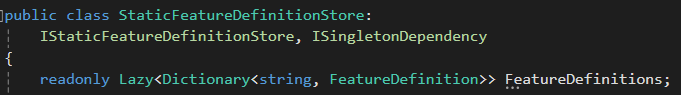 public class StaticFeatureDefinitionStore:
IStaticFeatureDefinitionStore, ISingletonDependency
{
readonly Lazy<Dictionary<string, FeatureDefinition>> FeatureDefinitions;